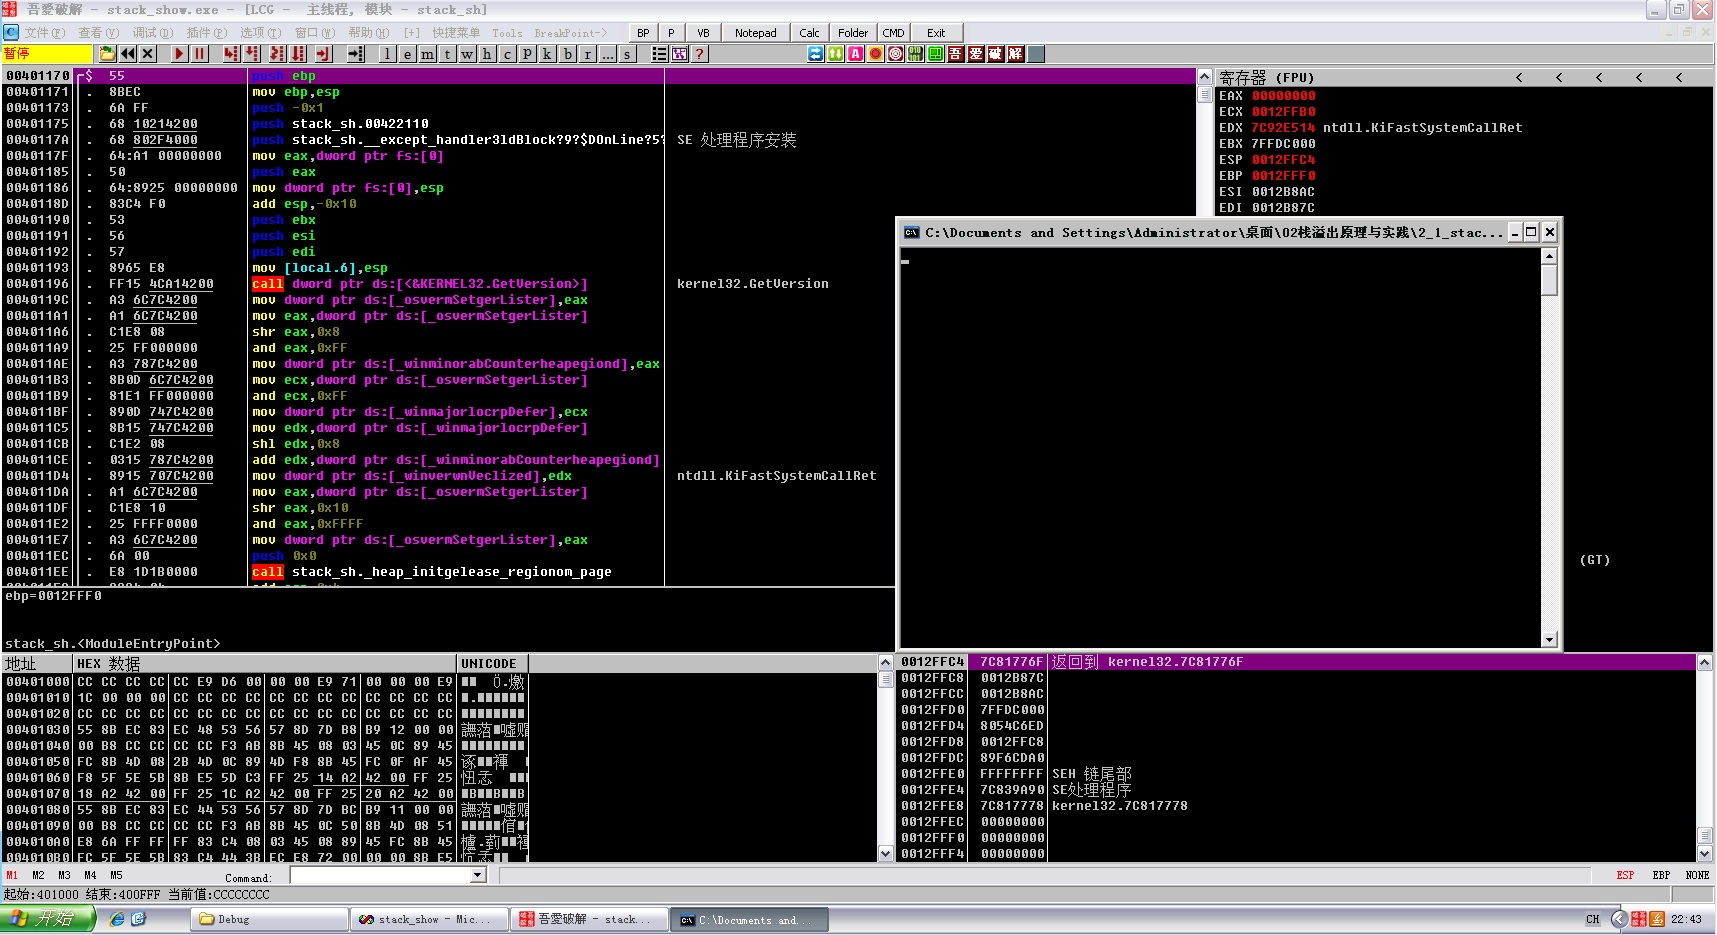 吾愛破解 - stack_show.exe - [LCG - 主线程, 模块 - stack_sh]
文件(F) 查看(V) 调试(D) 插件(P) 选项(T) 窗口(W) 帮助(H) [+] 快捷菜单 Tools BreakPoint-> BP P VB Notepad Calc Folder CMD Exit
暂停 l e m t w h c P k b r ... s ? 吾 爱 破 解
00401170 $ 55 push ebp
00401171 . 8BEC mov ebp,esp
00401173 . 6A FF push -0x1
00401175 . 68 10214200 push stack_sh.00422110
0040117A . 68 802F4000 push stack_sh.__except_handler3ldBlock?9?$DOnLine?5? SE 处理程序安装
0040117F . 64:A1 00000000 mov eax,dword ptr fs:[0]
00401185 . 50 push eax
00401186 . 64:8925 00000000 mov dword ptr fs:[0],esp
0040118D . 83C4 F0 add esp,-0x10
00401190 . 53 push ebx
00401191 . 56 push esi
00401192 . 57 push edi
00401193 . 8965 E8 mov [local.6],esp
00401196 . FF15 4CA14200 call dword ptr ds:[<&KERNEL32.GetVersion>] kernel32.GetVersion
0040119C . A3 6C7C4200 mov dword ptr ds:[_osvermSetgerLister],eax
004011A1 . A1 6C7C4200 mov eax,dword ptr ds:[_osvermSetgerLister]
004011A6 . C1E8 08 shr eax,0x8
004011A9 . 25 FF000000 and eax,0xFF
004011AE . A3 787C4200 mov dword ptr ds:[_winminorabCounterheapegiond],eax
004011B3 . 8B0D 6C7C4200 mov ecx,dword ptr ds:[_osvermSetgerLister]
004011B9 . 81E1 FF000000 and ecx,0xFF
004011BF . 890D 747C4200 mov dword ptr ds:[_winmajorlocrpDefer],ecx
004011C5 . 8B15 747C4200 mov edx,dword ptr ds:[_winmajorlocrpDefer]
004011CB . C1E2 08 shl edx,0x8
004011CE . 0315 787C4200 add edx,dword ptr ds:[_winminorabCounterheapegiond]
004011D4 . 8915 707C4200 mov dword ptr ds:[_winverwnVeclized],edx ntdll.KiFastSystemCallRet
004011DA . A1 6C7C4200 mov eax,dword ptr ds:[_osvermSetgerLister]
004011DF . C1E8 10 shr eax,0x10
004011E2 . 25 FFFF0000 and eax,0xFFFF
004011E7 . A3 6C7C4200 mov dword ptr ds:[_osvermSetgerLister],eax
004011EC . 6A 00 push 0x0
004011EE . E8 1D1B0000 call stack_sh._heap_initgelease_regionom_page
ebp=0012FFF0
stack_sh.<ModuleEntryPoint>
寄存器 (FPU) < < < < <
EAX 00000000
ECX 0012FFB0
EDX 7C92E514 ntdll.KiFastSystemCallRet
EBX 7FFDC000
ESP 0012FFC4
EBP 0012FFF0
ESI 0012B8AC
EDI 0012B87C
(GT)
C:\Documents and Settings\Administrator\桌面\02栈溢出原理与实践\2_1_stac...
地址 HEX 数据 UNICODE
00401000 CC CC CC CC CC E9 D6 00 00 00 E9 71 00 00 00 E9
00401010 1C 00 00 00 CC CC CC CC CC CC CC CC CC CC CC CC
00401020 CC CC CC CC CC CC CC CC CC CC CC CC CC CC CC CC
00401030 55 8B EC 83 EC 48 53 56 57 8D 7D B8 B9 12 00 00
00401040 00 B8 CC CC CC CC F3 AB 8B 45 08 03 45 0C 89 45
00401050 FC 8B 4D 08 2B 4D 0C 89 4D F8 8B 45 FC 0F AF 45
00401060 F8 5F 5E 5B 8B E5 5D C3 FF 25 14 A2 42 00 FF 25
00401070 18 A2 42 00 FF 25 1C A2 42 00 FF 25 20 A2 42 00
00401080 55 8B EC 83 EC 44 53 56 57 8D 7D BC B9 11 00 00
00401090 00 B8 CC CC CC CC F3 AB 8B 45 0C 50 8B 4D 08 51
004010A0 E8 6A FF FF FF 83 C4 08 03 45 08 89 45 FC 8B 45
004010B0 FC 5F 5E 5B 83 C4 44 3B EC E8 72 00 00 00 8B E5
0012FFC4 7C81776F 返回到 kernel32.7C81776F
0012FFC8 0012B87C
0012FFCC 0012B8AC
0012FFD0 7FFDC000
0012FFD4 8054C6ED
0012FFD8 0012FFC8
0012FFDC 89F6CDA0
0012FFE0 FFFFFFFF SEH 链尾部
0012FFE4 7C839A90 SE处理程序
0012FFE8 7C817778 kernel32.7C817778
0012FFEC 00000000
0012FFF0 00000000
0012FFF4 00000000
M1 M2 M3 M4 M5 Command: ESP EBP NONE
起始:401000 结束:400FFF 当前值:CCCCCCCC
开始 Debug stack_show - Mic... 吾愛破解 - stack... C:\Documents and... CH 22:43